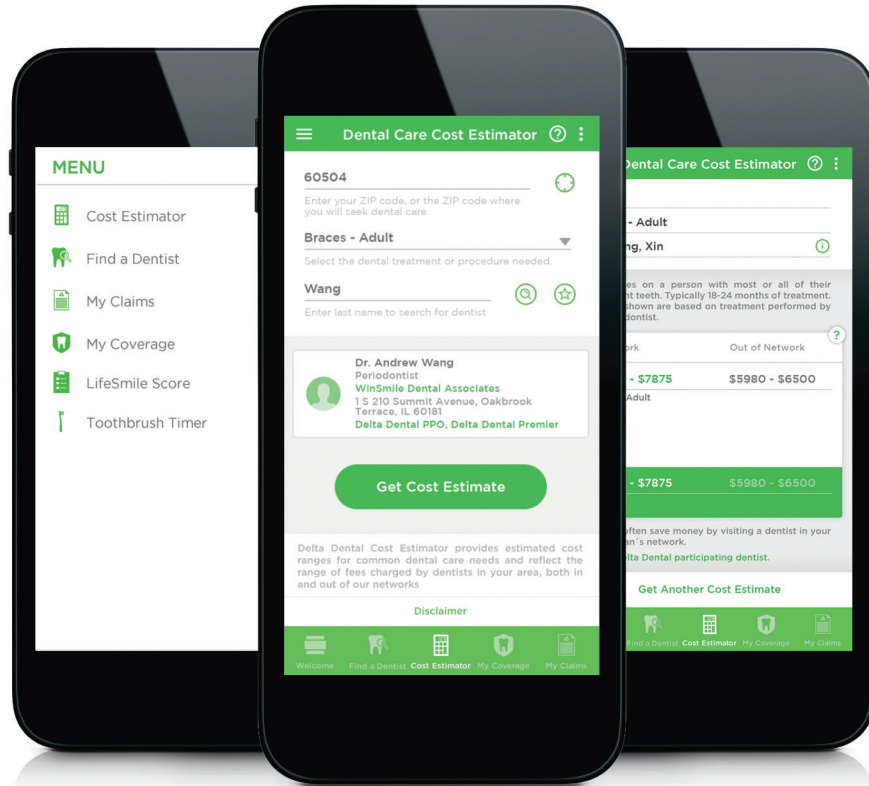 MENU
Cost Estimator
Find a Dentist
My Claims
My Coverage
LifeSmile Score
Toothbrush Timer
Dental Care Cost Estimator ?
60504
Enter your ZIP code, or the ZIP code where
you will seek dental care.
Braces - Adult
Select the dental treatment or procedure needed.
Wang
Enter last name to search for dentist
Dr. Andrew Wang
Periodontist
WinSmile Dental Associates
1 S 210 Summit Avenue, Oakbrook
Terrace, IL 60181
Delta Dental PPO, Delta Dental Premier
Get Cost Estimate
Delta Dental Cost Estimator provides estimated cost
ranges for common dental care needs and reflect the
range of fees charged by dentists in your area, both in
and out of our networks
Disclaimer
Welcome Find a Dentist Cost Estimator My Coverage My Claims
Dental Care Cost Estimator ?
- Adult
, Xin
i
on a person with most or all of their
teeth. Typically 18-24 months of treatment.
shown are based on treatment performed by
?
Out of Network
- $7875 $5980 - $6500
Adult
- $7875 $5980 - $6500
often save money by visiting a dentist in your
network.
Dental participating dentist.
Get Another Cost Estimate
Find a Dentist Cost Estimator My Coverage My Claims